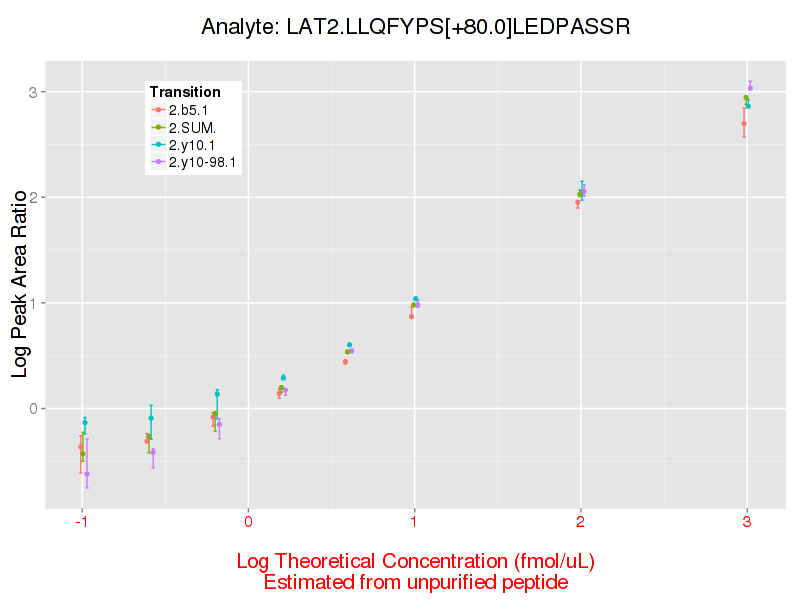 Analyte: LAT2.LLQFYPS[+80.0]LEDPASSR
Log Peak Area Ratio
3
2
1
0
Transition
2.b5.1
2.SUM.
2.y10.1
2.y10-98.1
-1
0
1
2
3
Log Theoretical Concentration (fmol/uL)
Estimated from unpurified peptide